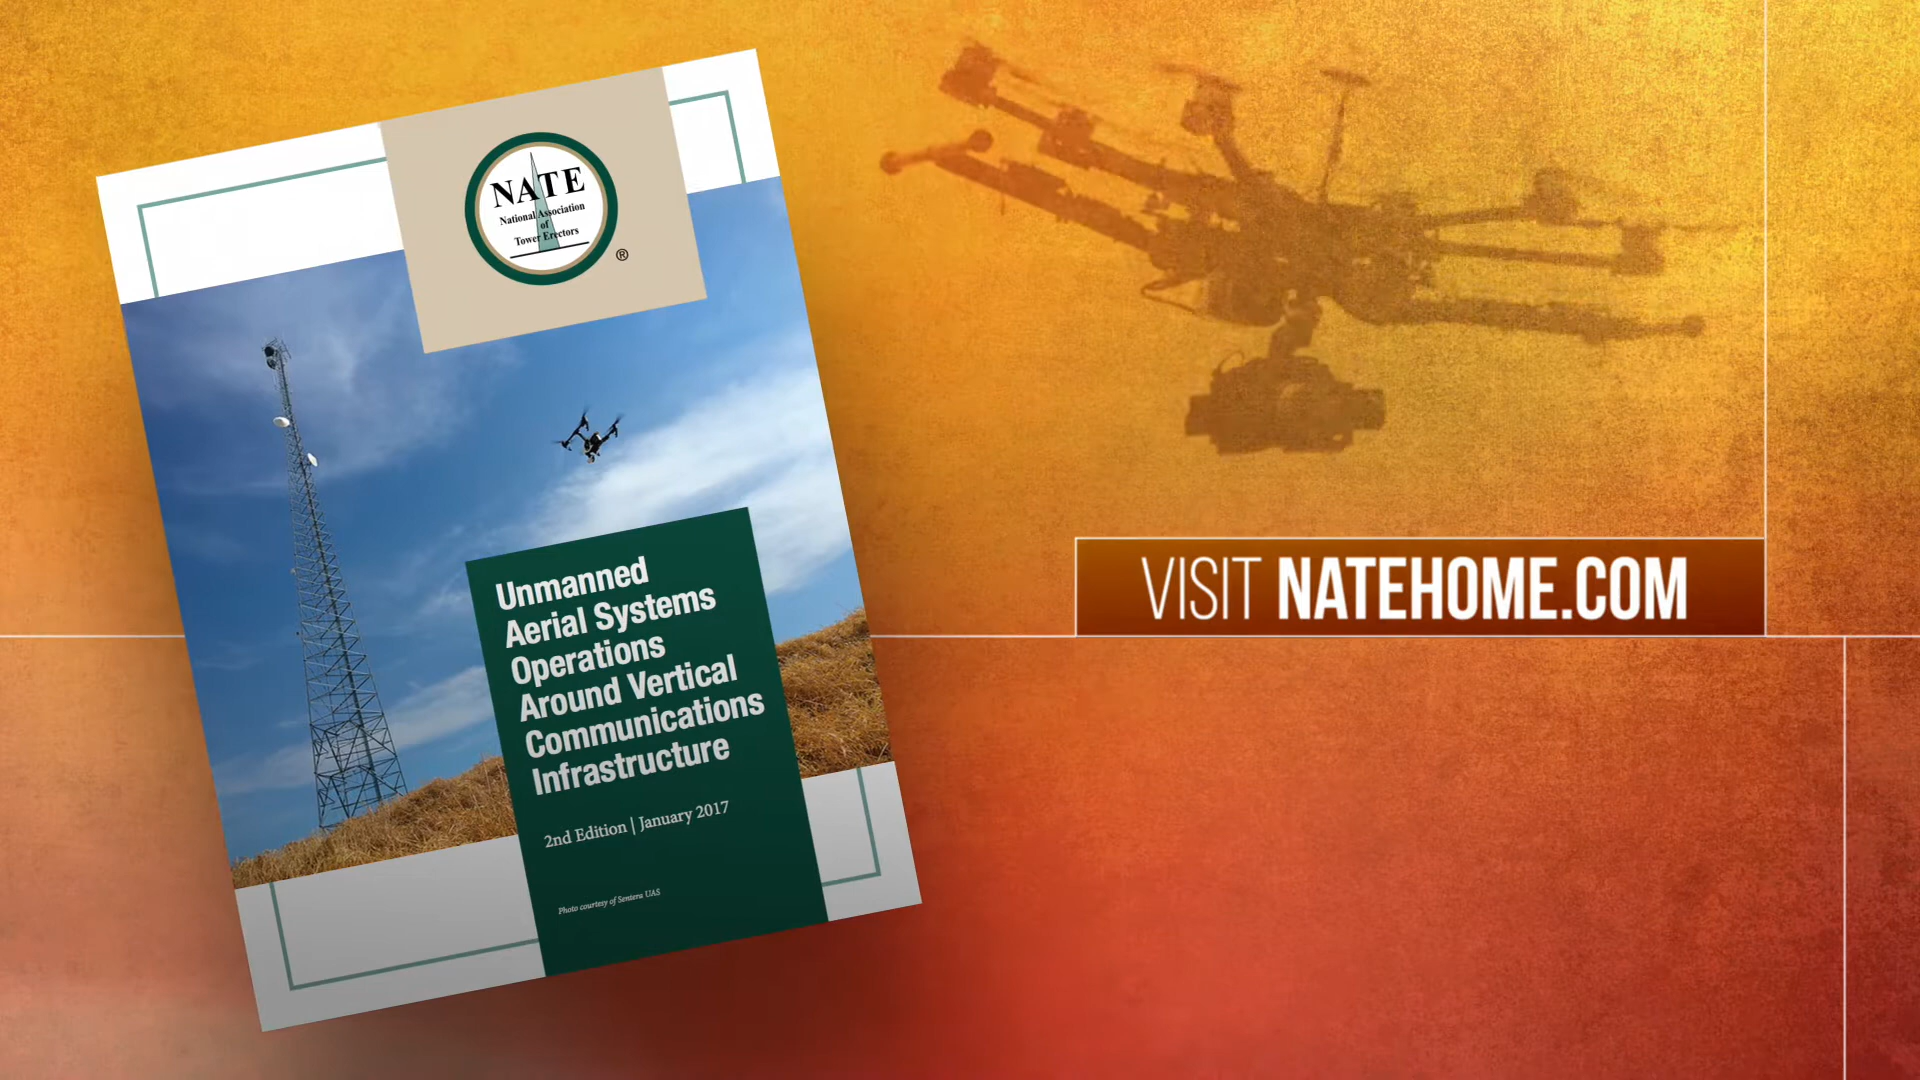 NATE
National Association
of
Tower Erectors
®
Unmanned
Aerial Systems
Operations
Around Vertical
Communications
Infrastructure
2nd Edition | January 2017
Photo courtesy of Sentera UAS
VISIT NATEHOME.COM